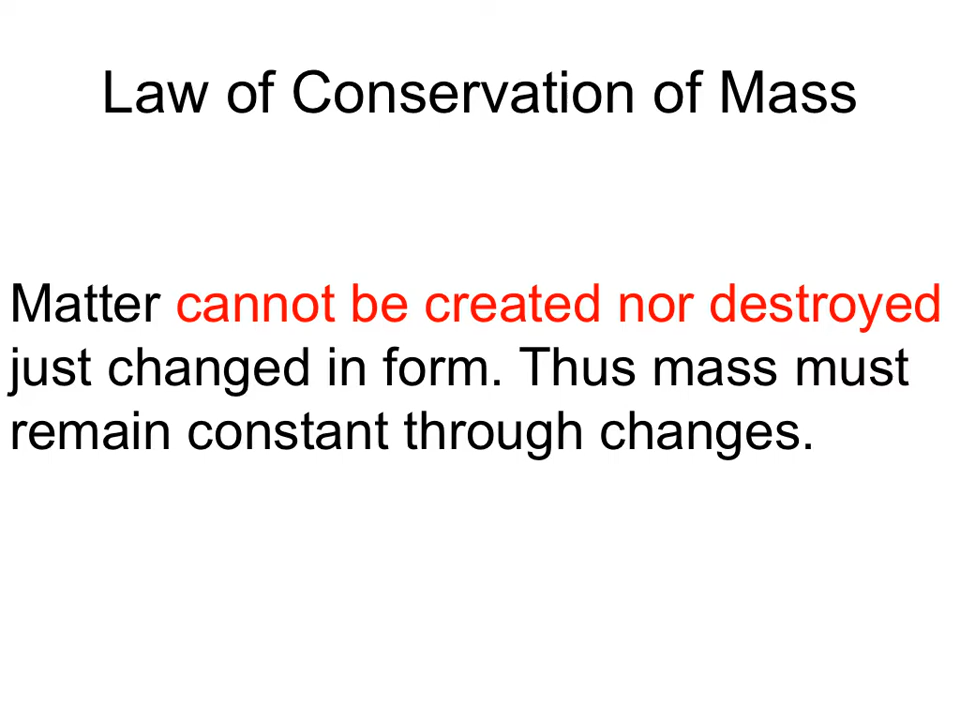 Law of Conservation of Mass
Matter cannot be created nor destroyed
just changed in form. Thus mass must
remain constant through changes.